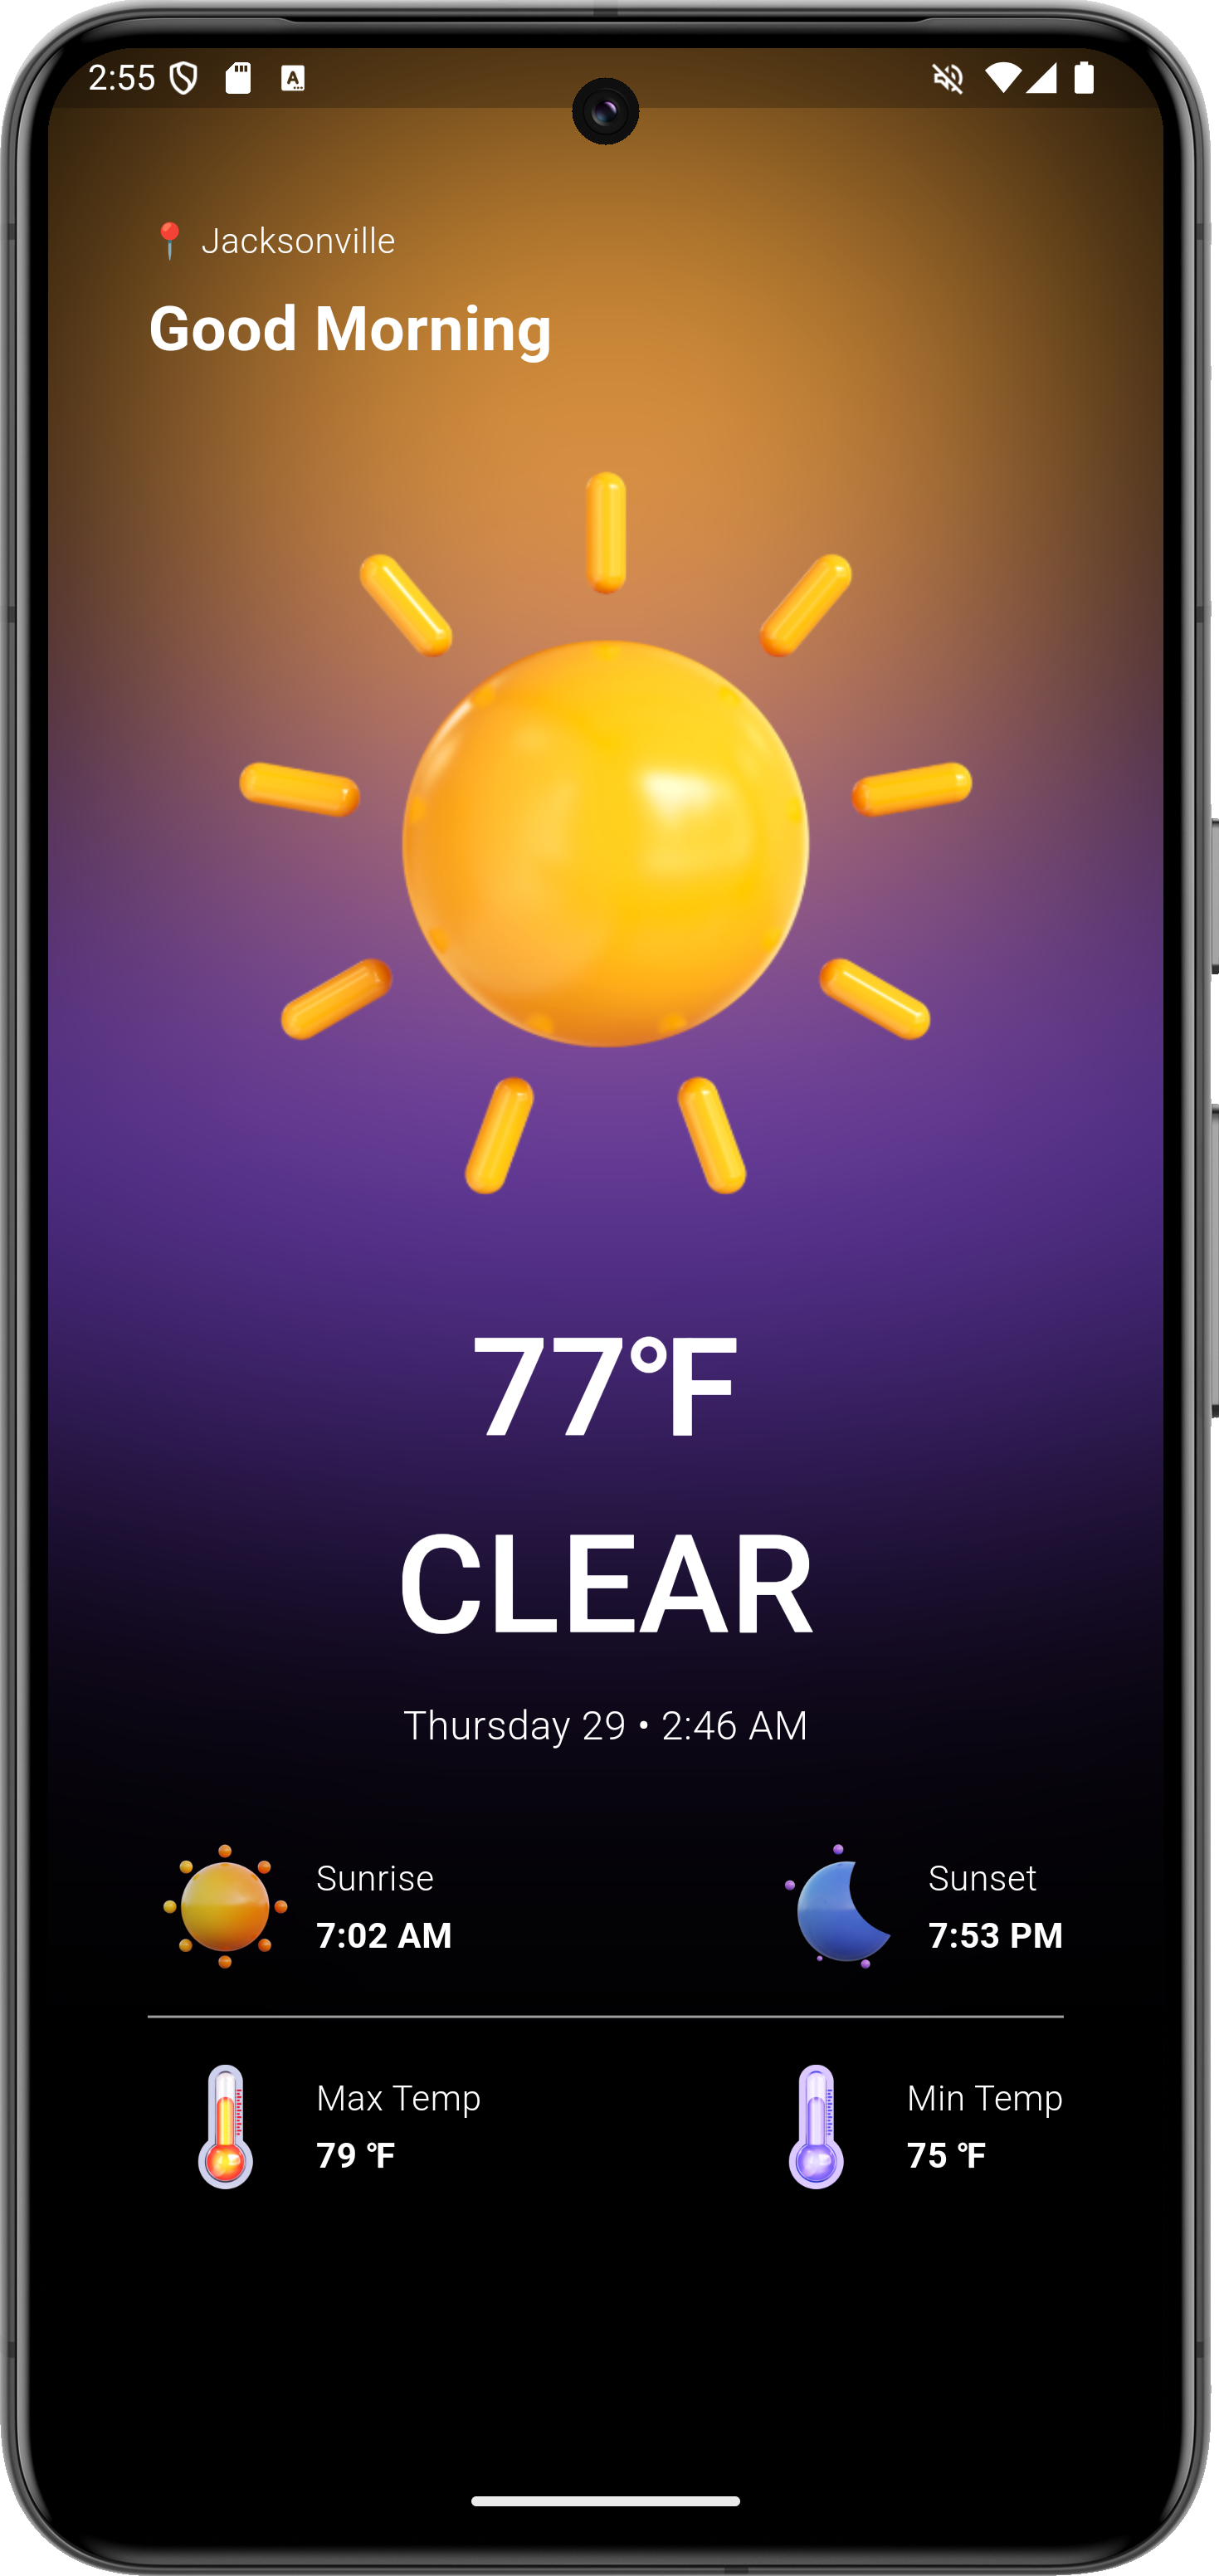 2:55
A
Jacksonville
Good Morning
77°F
CLEAR
Thursday 29 • 2:46 AM
Sunrise
7:02 AM
Sunset
7:53 PM
Max Temp
79 °F
Min Temp
75 °F